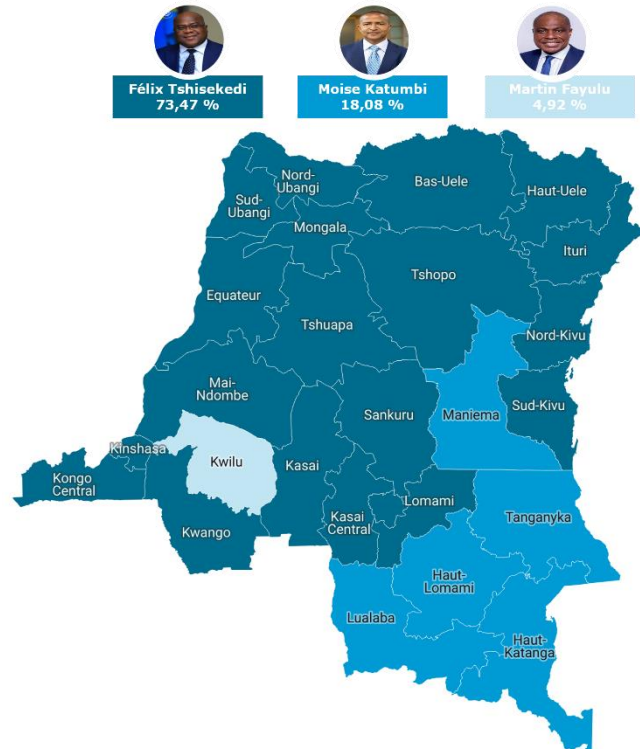 Félix Tshisekedi
73,47 %
Moise Katumbi
18,08 %
Martin Fayulu
4,92 %
Nord-
Ubangi
Bas-Uele
Haut-Uele
Sud-
Ubangi
Mongala
Ituri
Tshopo
Equateur
Tshuapa
Nord-Kivu
Mai-
Ndombe
Sankuru
Maniema
Sud-Kivu
Kinshasa
Kwilu
Kasai
Kongo
Central
Lomami
Kwango
Kasai
Central
Tanganyka
Haut-
Lomami
Lualaba
Haut-
Katanga